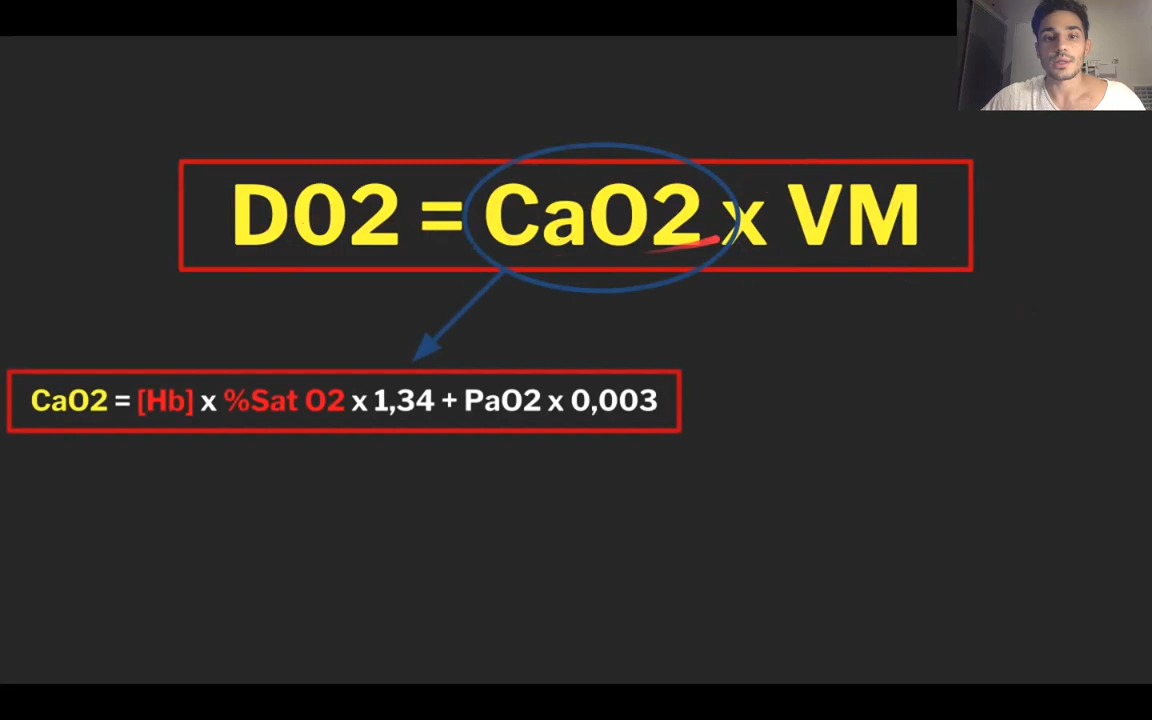 D02 = CaO2 x VM
CaO2 = [Hb] x %Sat O2 x 1,34 + PaO2 x 0,003